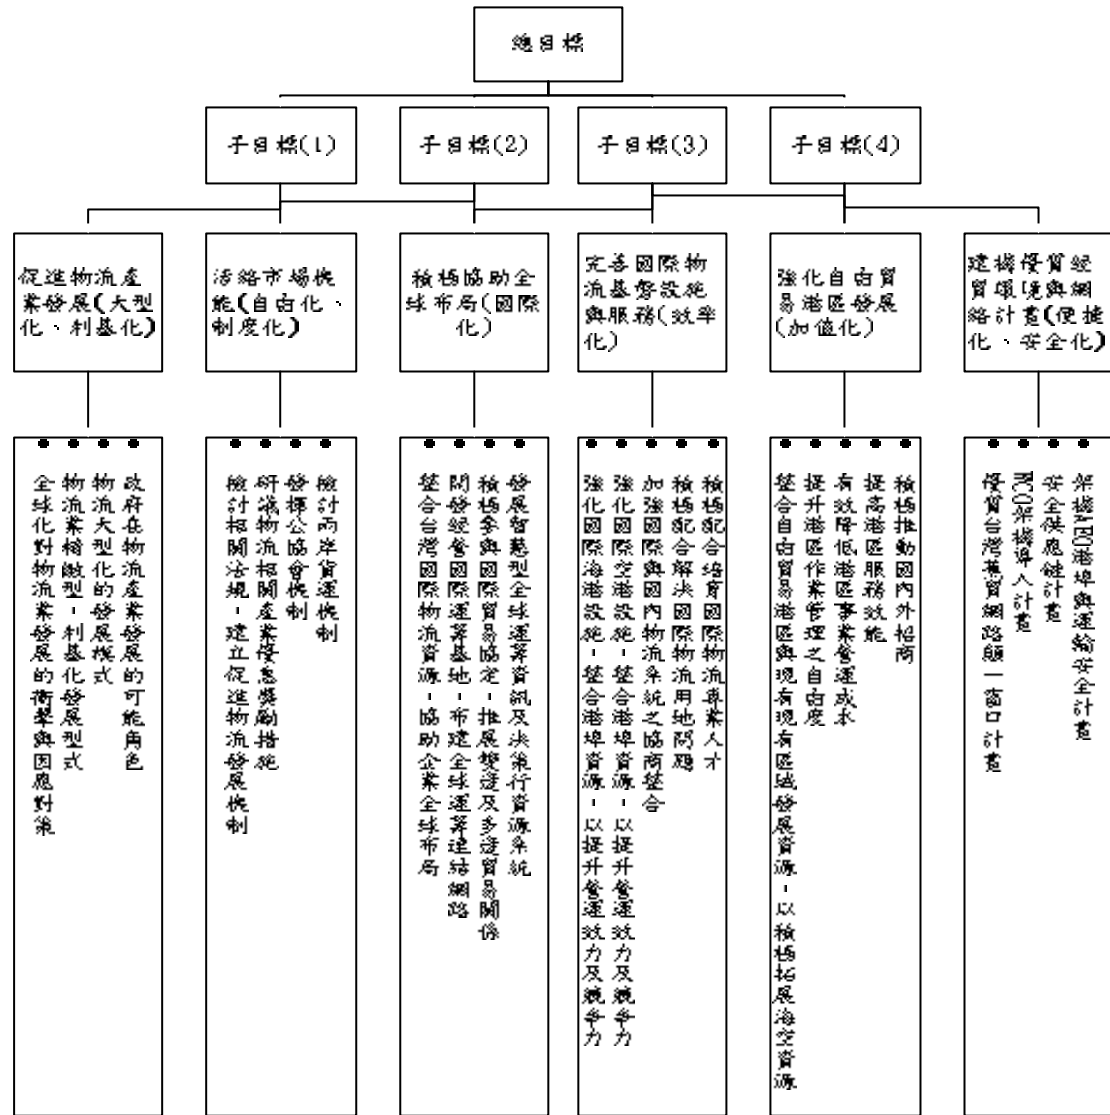 總目標
子目標(1)
子目標(2)
子目標(3)
子目標(4)
促進物流產
業發展(大型
化、利基化)
活絡市場機
能(自由化、
制度化)
積極協助全
球布局(國際
化)
完善國際物
流基磐設施
與服務(效率
化)
強化自由貿
易港區發展
(加值化)
建機優質經
貿環境與網
絡計畫(便捷
化、安全化)
全球化對物流業發展的衝擊與因應對策
物流業精緻型,利基化發展型式
物流大型化的發展模式
政府在物流產業發展的可能角色
檢討相關法規,建立促進物流發展機制
研議物流相關產業優惠獎勵措施
發揮公協會機制
檢討兩岸貨運機制
整合台灣國際物流資源,協助企業全球布局
開發經營國際運籌基地,布建全球運籌連結網路
積極參與國際貿易協定,推展雙邊及多邊貿易關係
發展智慧型全球運籌資訊及決策行資源系統
強化國際海港設施,整合港埠資源,以提升營運效力及競爭力
強化國際空港設施,整合港埠資源,以提升營運效力及競爭力
加強國際與國內物流系統之協商整合
積極配合解決國際物流用地問題
積極配合培育國際物流專業人才
整合自由貿易港區與現有現有區域發展資源,以積極拓展海空資源
提升港區作業管理之自由度
有效降低港區事業營運成本
提高港區服務效能
積極推動國內外招商
優質台灣舊貿網路願一窗口計畫
架機埠人計畫
安全供應鏈計畫
架機AEO港埠與運輸安全計畫